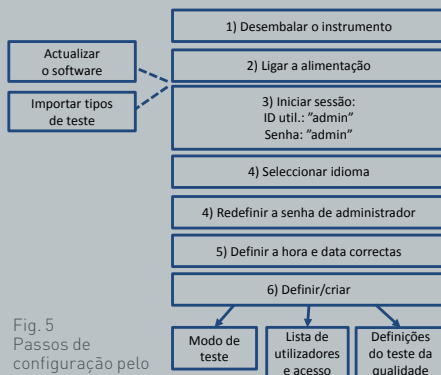 1) Desembalar o instrumento
Actualizar
o software
2) Ligar a alimentação
Importar tipos
de teste
3) Iniciar sessão:
ID util.: ”admin”
Senha: ”admin”
4) Seleccionar idioma
4) Redefinir a senha de administrador
5) Definir a hora e data correctas
6) Definir/criar
Fig. 5
Passos de
configuração pelo
Modo de
teste
Lista de
utilizadores
e acesso
Definições
do teste da
qualidade